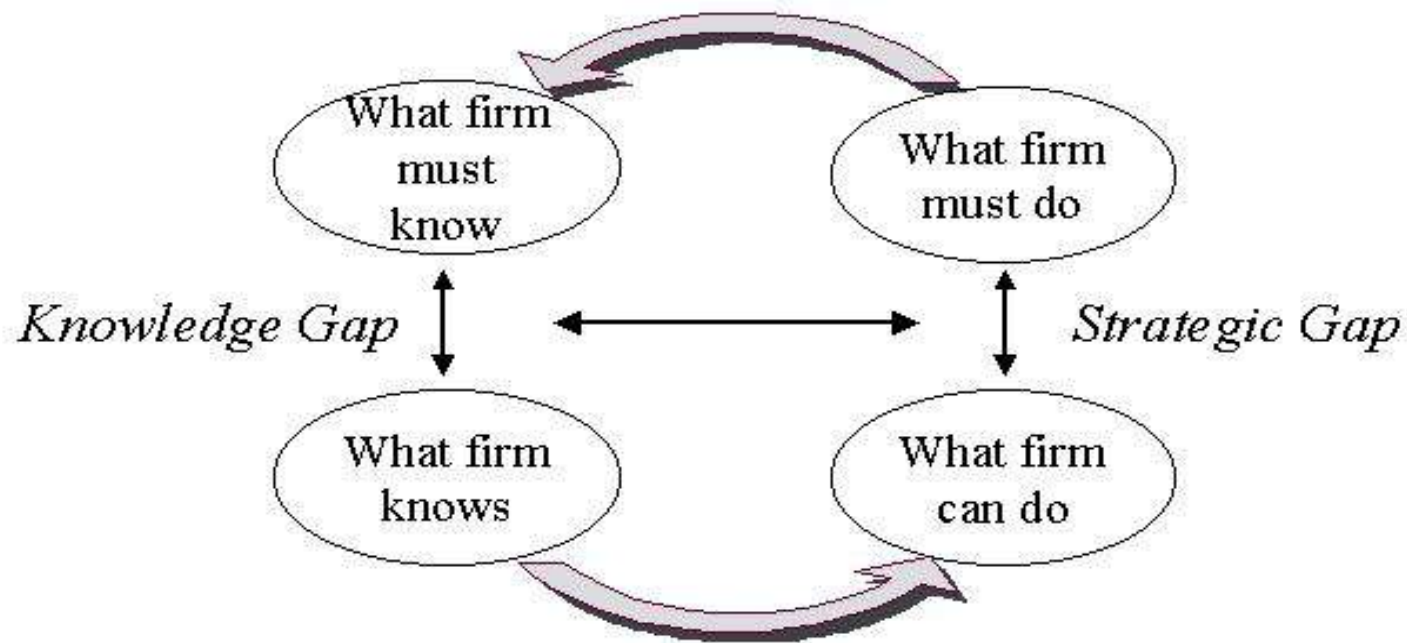 What firm
must
know
What firm
must do
Knowledge Gap
Strategic Gap
What firm
knows
What firm
can do